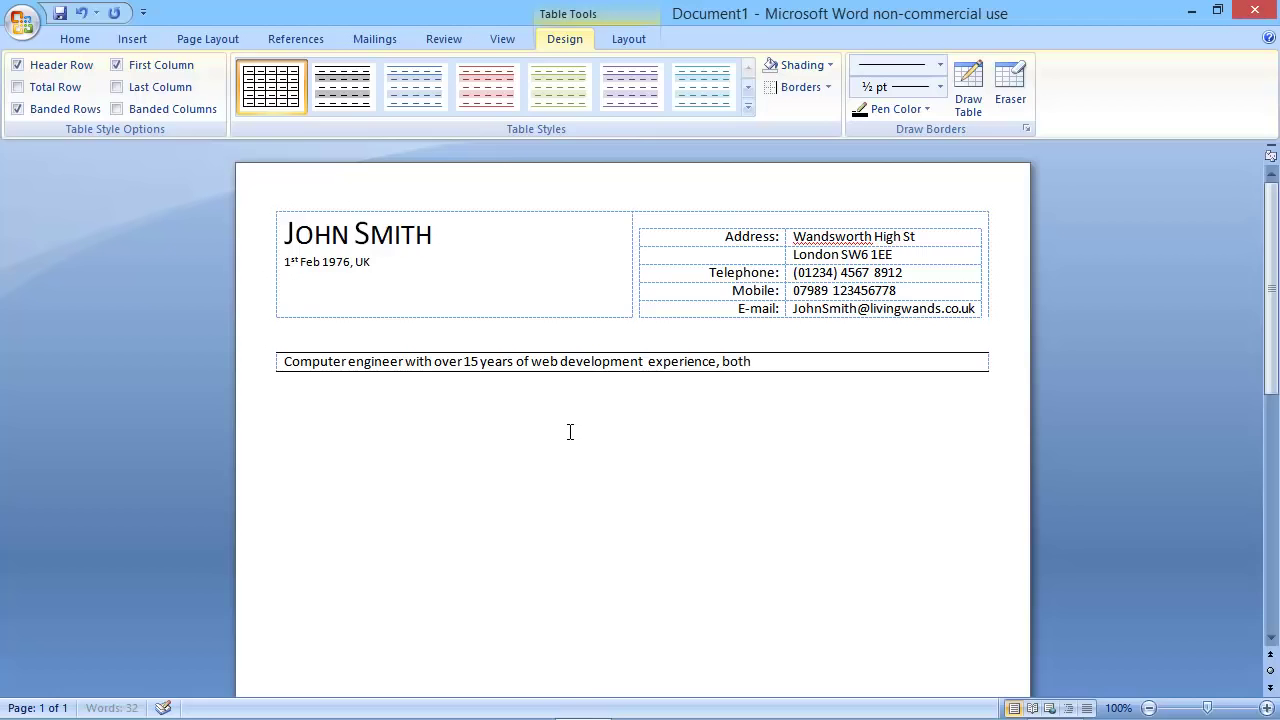 Table Tools
Document1 - Microsoft Word non-commercial use
Home Insert Page Layout References Mailings Review View Design Layout
Header Row First Column
Total Row Last Column
Banded Rows Banded Columns
Table Style Options
Table Styles
Shading
Borders
½ pt
Pen Color
Draw Table
Eraser
Draw Borders
JOHN SMITH
1st Feb 1976, UK
Address: Wandsworth High St
London SW6 1EE
Telephone: (01234) 4567 8912
Mobile: 07989 123456778
E-mail: JohnSmith@livingwands.co.uk
Computer engineer with over 15 years of web development experience, both
Page: 1 of 1 Words: 32 100%